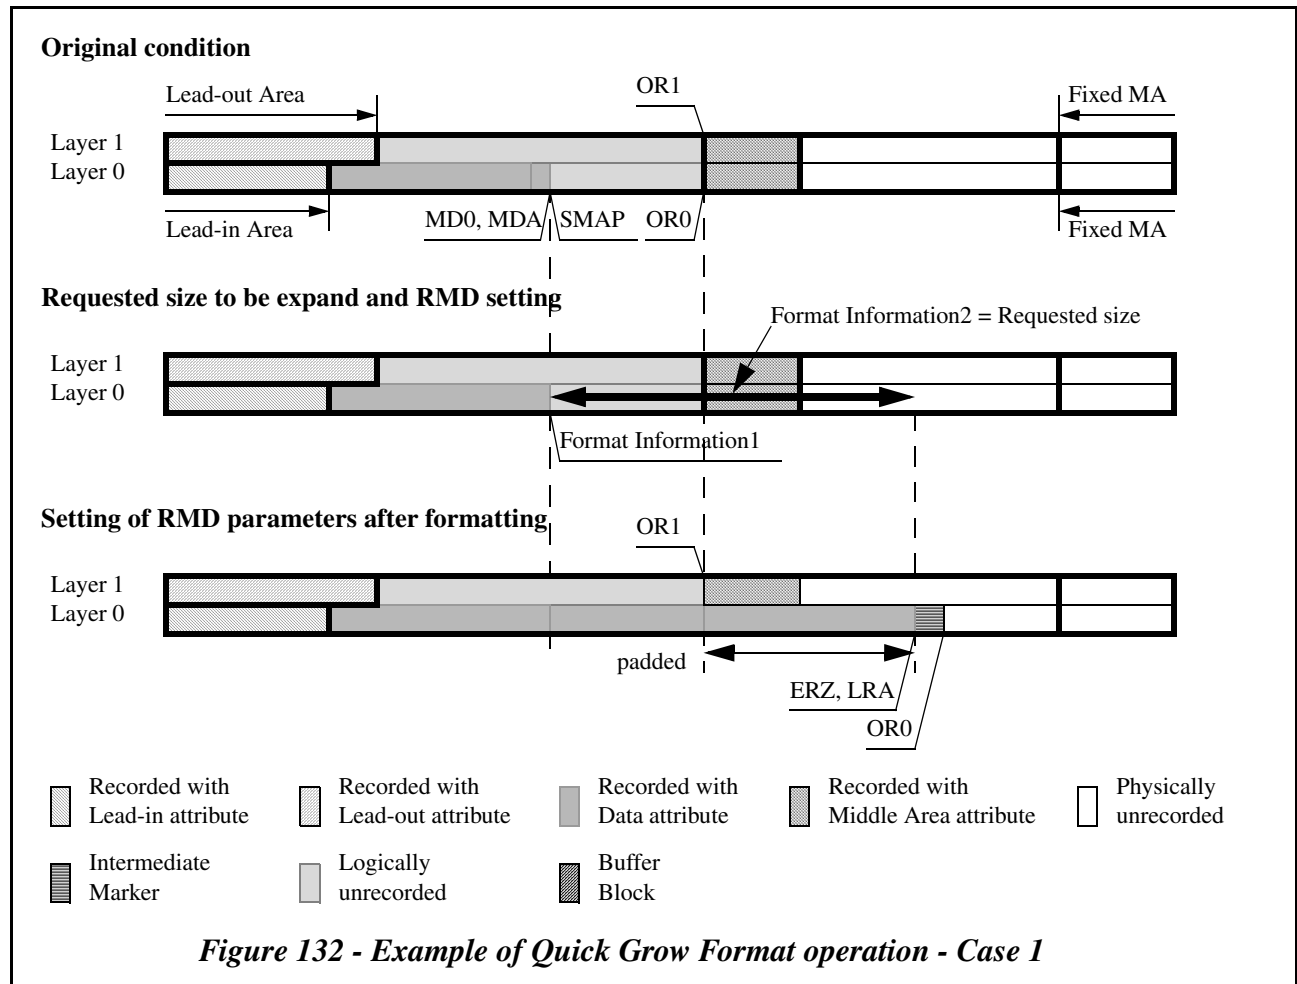 Original condition
OR1
Lead-out Area
Fixed MA
Layer 1
Layer 0
MD0, MDA
SMAP
OR0
Lead-in Area
Fixed MA
Requested size to be expand and RMD setting
Format Information2 = Requested size
Layer 1
Layer 0
Format Information1
Setting of RMD parameters after formatting
OR1
Layer 1
Layer 0
padded
ERZ, LRA
OR0
Recorded with
Lead-in attribute
Recorded with
Lead-out attribute
Recorded with
Data attribute
Recorded with
Middle Area attribute
Physically
unrecorded
Intermediate
Marker
Logically
unrecorded
Buffer
Block
Figure 132 - Example of Quick Grow Format operation - Case 1